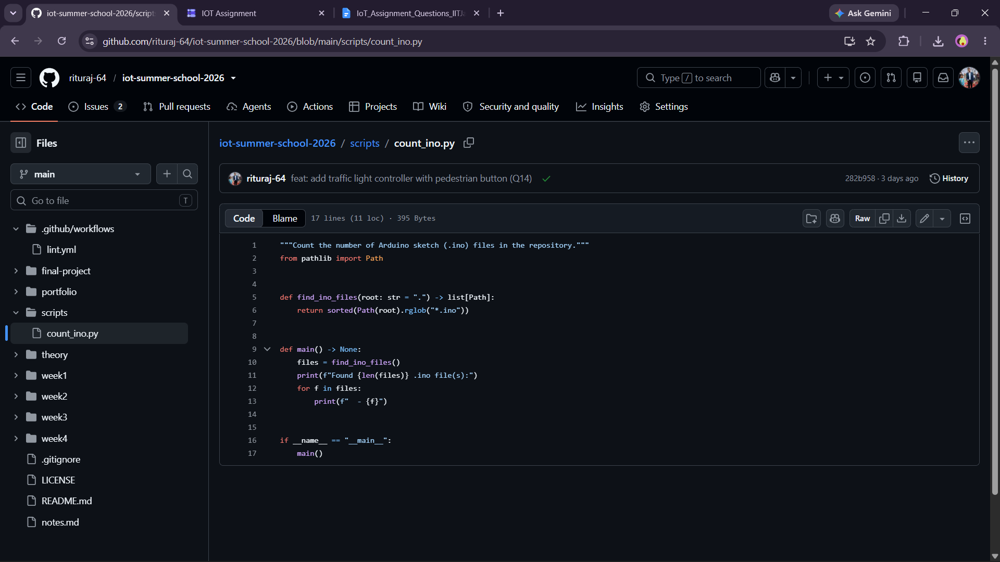 iot-summer-school-2026/script
IOT Assignment
IoT_Assignment_Questions_IITJa
Ask Gemini
github.com/rituraj-64/iot-summer-school-2026/blob/main/scripts/count_ino.py
rituraj-64 / iot-summer-school-2026
Type / to search
Code
Issues 2
Pull requests
Agents
Actions
Projects
Wiki
Security and quality
Insights
Settings
Files
iot-summer-school-2026 / scripts / count_ino.py
main
rituraj-64 feat: add traffic light controller with pedestrian button (Q14)
282b958 · 3 days ago
History
Go to file T
Code Blame 17 lines (11 loc) · 395 Bytes
Raw
.github/workflows
lint.yml
final-project
portfolio
scripts
count_ino.py
theory
week1
week2
week3
week4
.gitignore
LICENSE
README.md
notes.md
1 """Count the number of Arduino sketch (.ino) files in the repository."""
2 from pathlib import Path
3
4
5 def find_ino_files(root: str = ".") -> list[Path]:
6 return sorted(Path(root).rglob("*.ino"))
7
8
9 def main() -> None:
10 files = find_ino_files()
11 print(f"Found {len(files)} .ino file(s):")
12 for f in files:
13 print(f"  - {f}")
14
15
16 if __name__ == "__main__":
17 main()